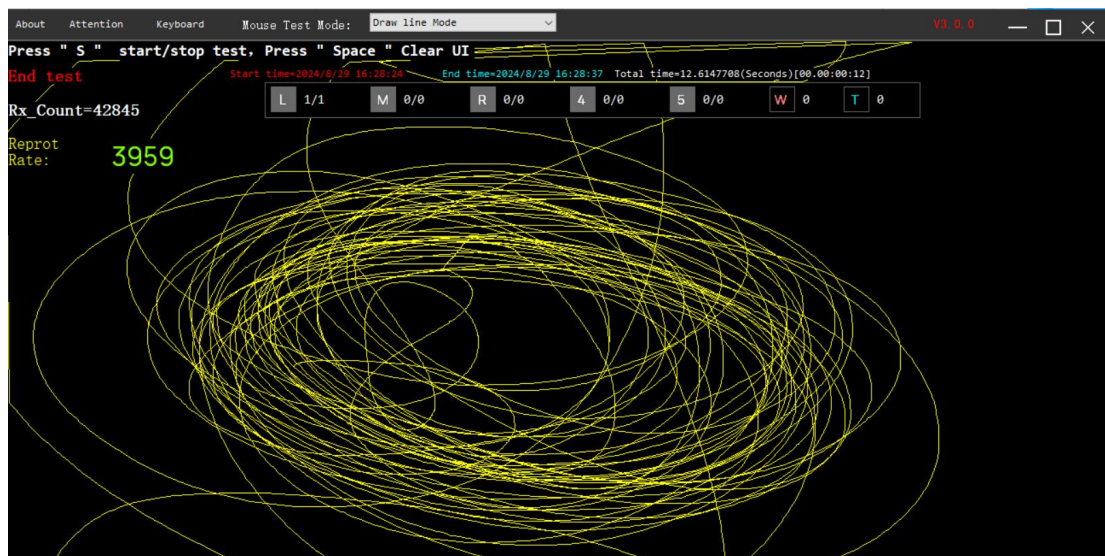 About Attention Keyboard Mouse Test Mode: Draw line Mode V3.0.0
Press " S " start/stop test, Press " Space " Clear UI
End test Start time=2024/8/29 16:28:24 End time=2024/8/29 16:28:37 Total time=12.6147708(Seconds)[00.00:00:12]
L 1/1 M 0/0 R 0/0 4 0/0 5 0/0 W 0 T 0
Rx_Count=42845
Reprot
Rate: 3959